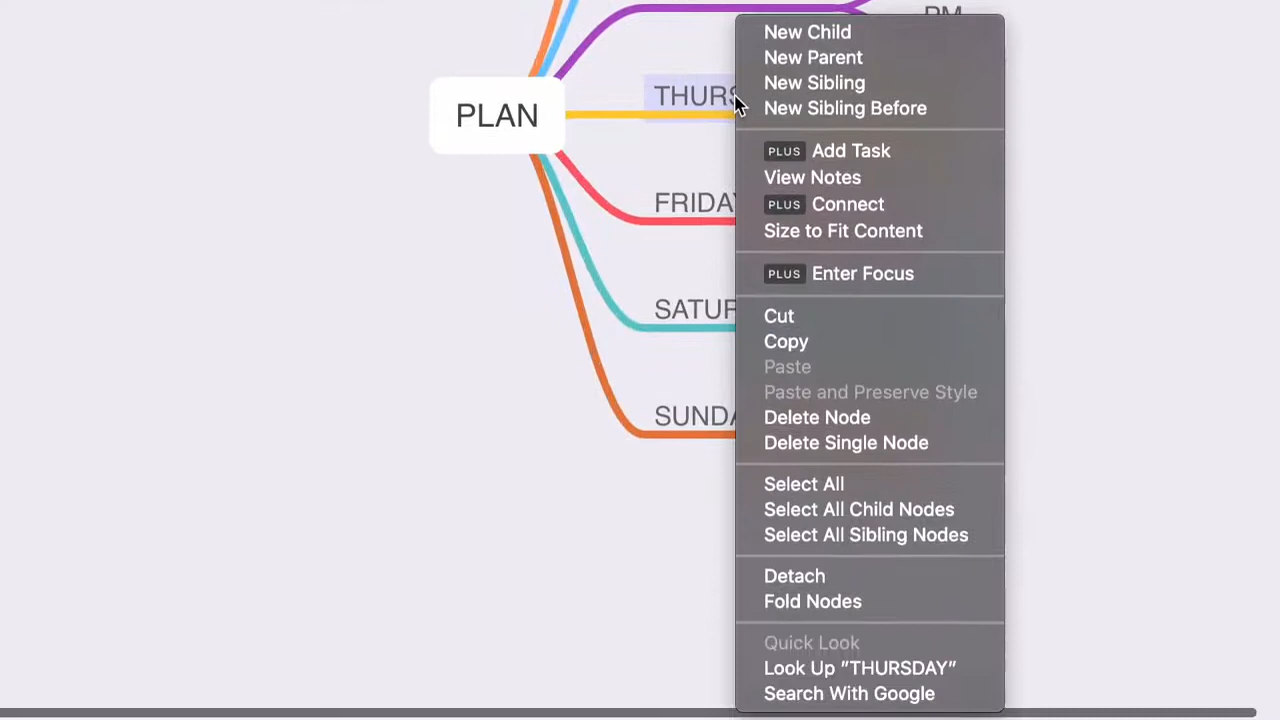 PM
New Child
New Parent
New Sibling
New Sibling Before
PLUS Add Task
View Notes
PLUS Connect
Size to Fit Content
PLUS Enter Focus
Cut
Copy
Paste
Paste and Preserve Style
Delete Node
Delete Single Node
Select All
Select All Child Nodes
Select All Sibling Nodes
Detach
Fold Nodes
Quick Look
Look Up "THURSDAY"
Search With Google
PLAN
THURS
FRIDAY
SATUR
SUNDA